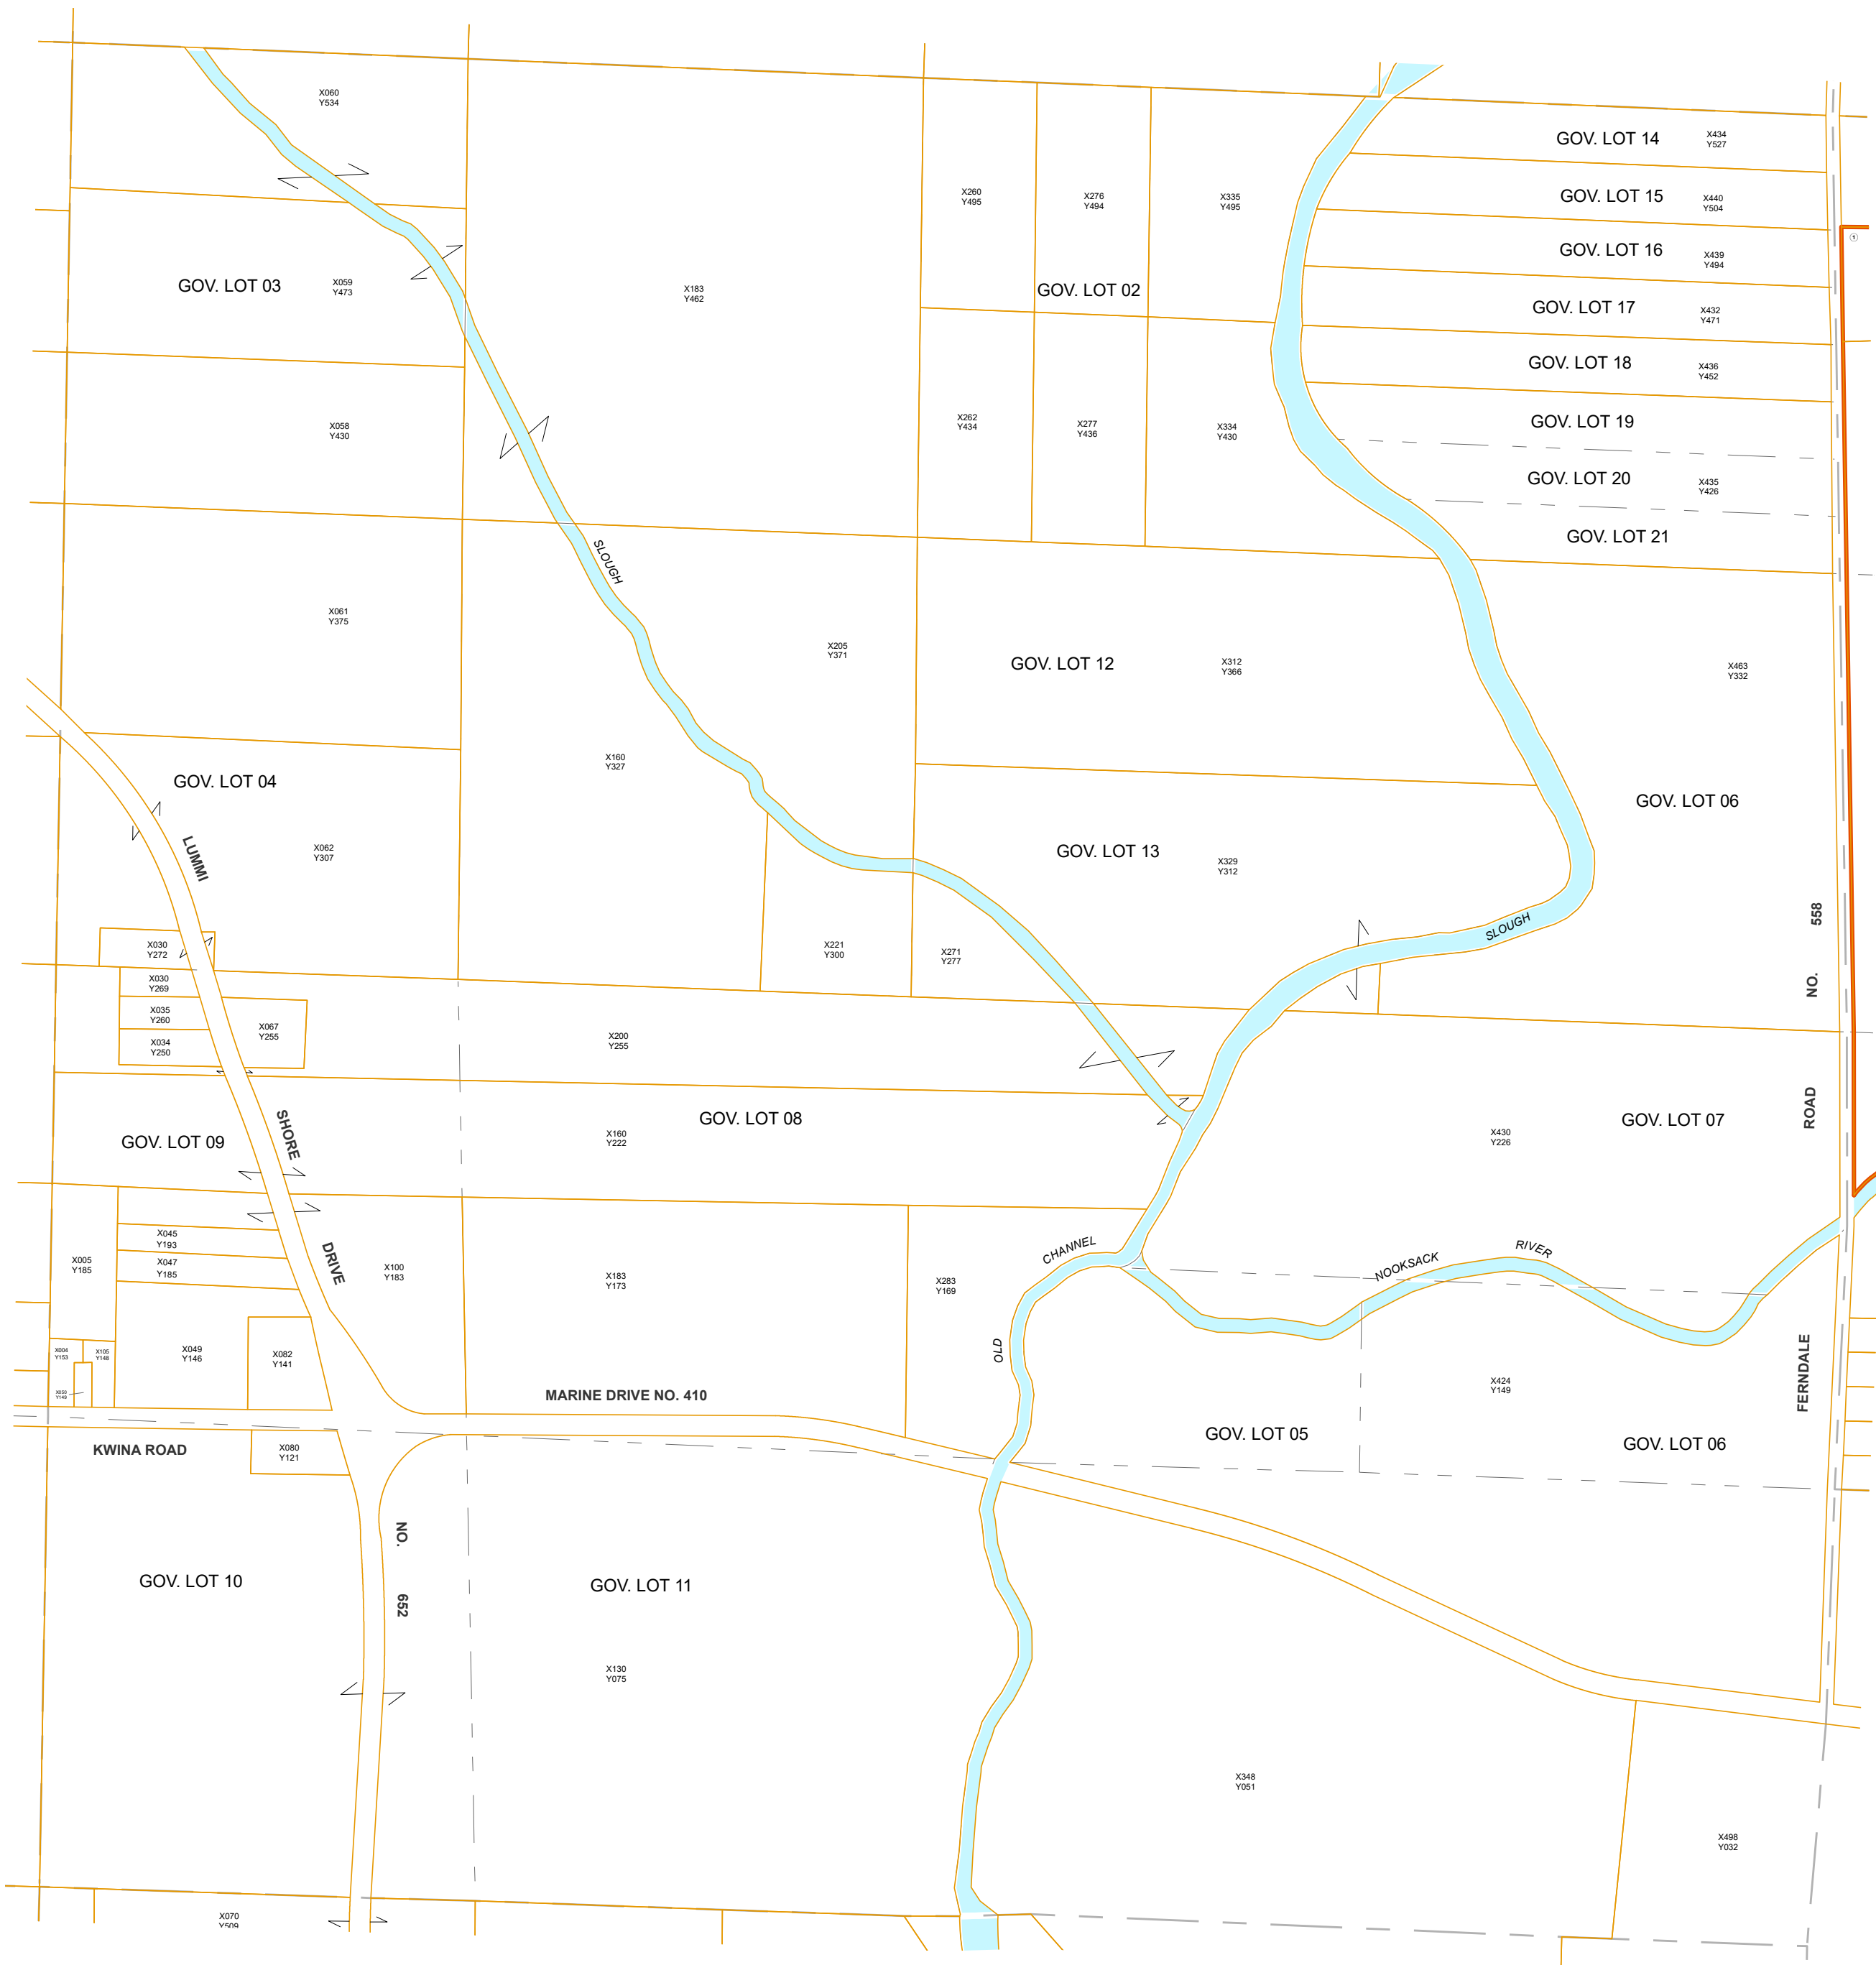 X060
Y534
GOV. LOT 14
X434
Y527
X260
Y495
X276
Y494
X335
Y495
GOV. LOT 15
X440
Y504
1
GOV. LOT 16
X439
Y494
GOV. LOT 03
X059
Y473
X183
Y462
GOV. LOT 02
GOV. LOT 17
X432
Y471
GOV. LOT 18
X436
Y452
X058
Y430
X262
Y434
X277
Y436
X334
Y430
GOV. LOT 19
GOV. LOT 20
X435
Y426
GOV. LOT 21
SLOUGH
X061
Y375
X205
Y371
GOV. LOT 12
X312
Y366
X463
Y332
X160
Y327
GOV. LOT 04
GOV. LOT 06
X062
Y307
LUMMI
GOV. LOT 13
X329
Y312
SLOUGH
558
X030
Y272
X221
Y300
X271
Y277
NO.
X030
Y269
X035
Y260
X034
Y250
X067
Y255
X200
Y255
GOV. LOT 09
SHORE
GOV. LOT 08
X160
Y222
X430
Y226
GOV. LOT 07
ROAD
X005
Y185
X045
Y193
X047
Y185
DRIVE
X100
Y183
X183
Y173
X283
Y169
CHANNEL
NOOKSACK
RIVER
X004
Y153
X105
Y148
X049
Y146
X082
Y141
OLD
X424
Y149
FERNDALE
MARINE DRIVE NO. 410
KWINA ROAD
X080
Y121
GOV. LOT 05
GOV. LOT 06
NO.
GOV. LOT 10
652
GOV. LOT 11
X130
Y075
X348
Y051
X498
Y032
X070
Y509